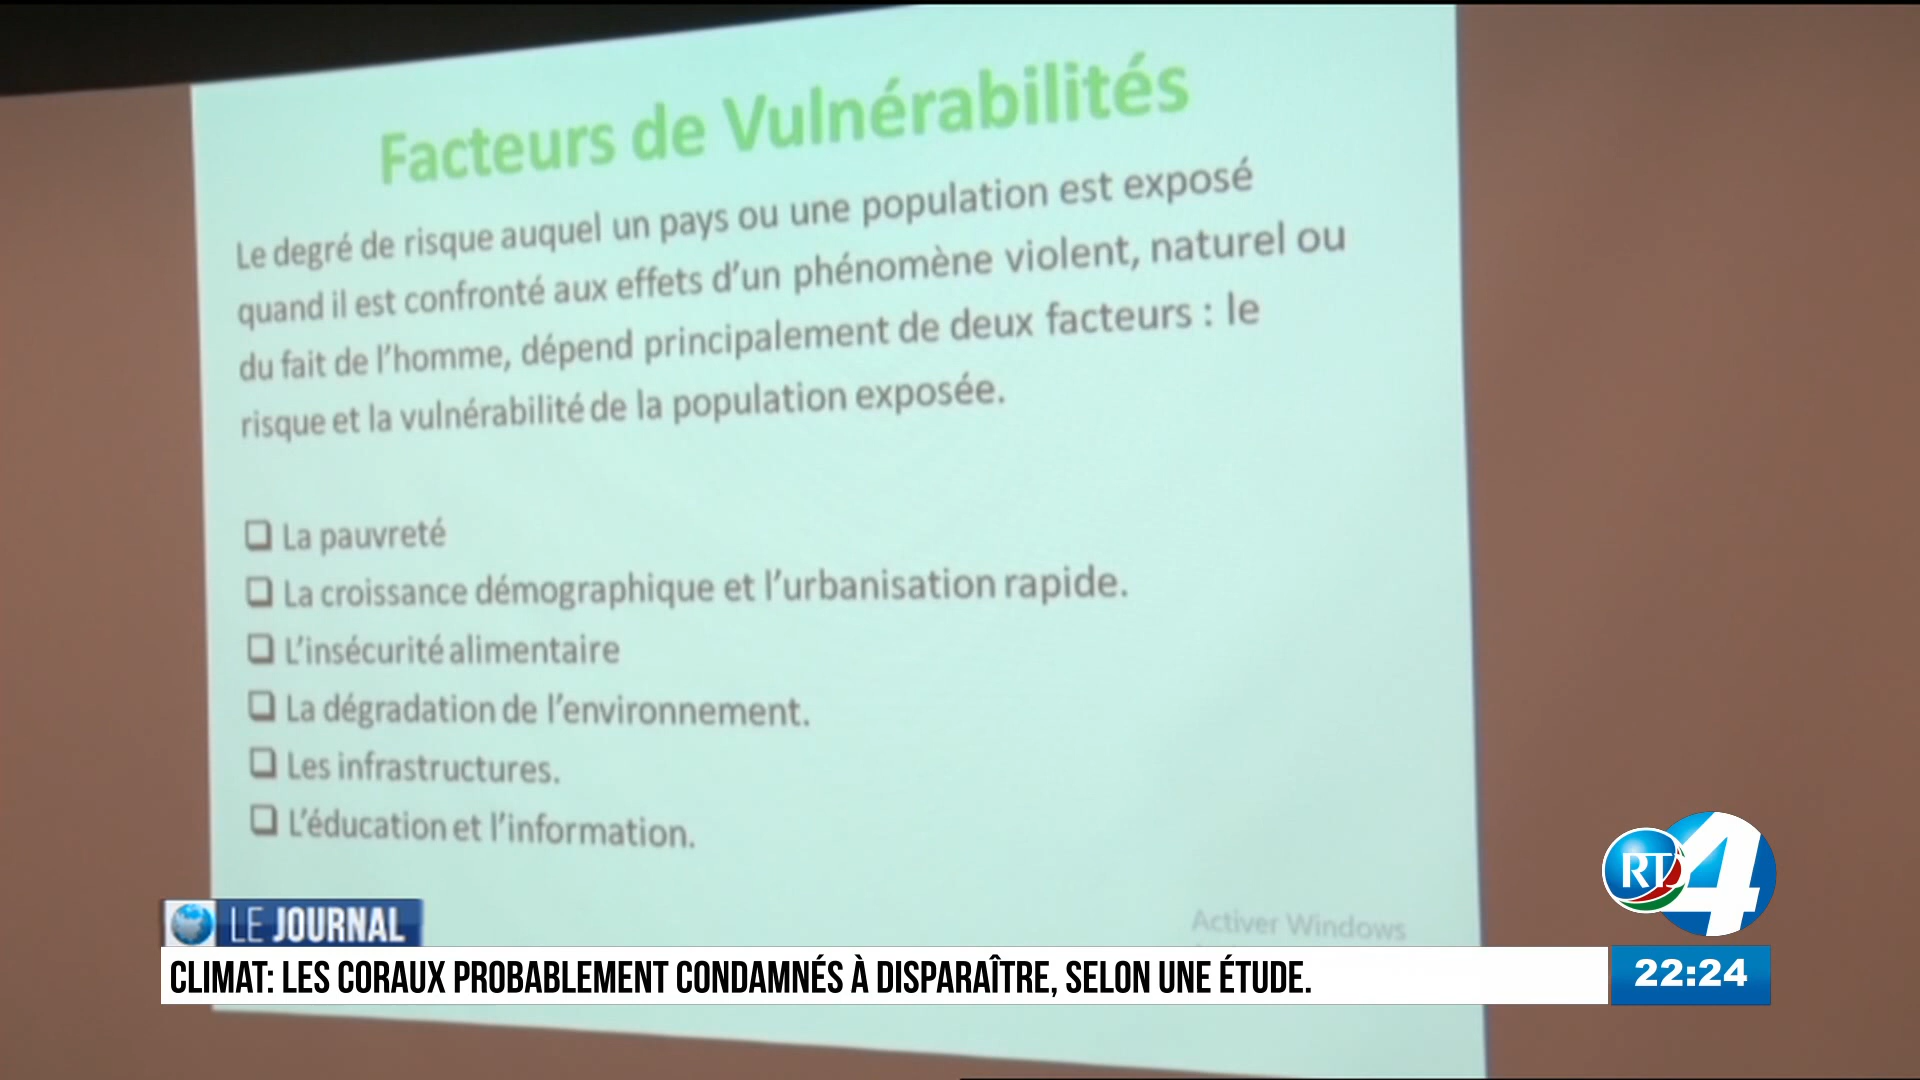 Facteurs de Vulnérabilités
Le degré de risque auquel un pays ou une population est exposé
quand il est confronté aux effets d’un phénomène violent, naturel ou
du fait de l’homme, dépend principalement de deux facteurs : le
risque et la vulnérabilité de la population exposée.
❑ La pauvreté
❑ La croissance démographique et l’urbanisation rapide.
❑ L’insécurité alimentaire
❑ La dégradation de l’environnement.
❑ Les infrastructures.
❑ L’éducation et l’information.
Activer Windows
RTD 4
LE JOURNAL
CLIMAT: LES CORAUX PROBABLEMENT CONDAMNÉS À DISPARAÎTRE, SELON UNE ÉTUDE.
22:24